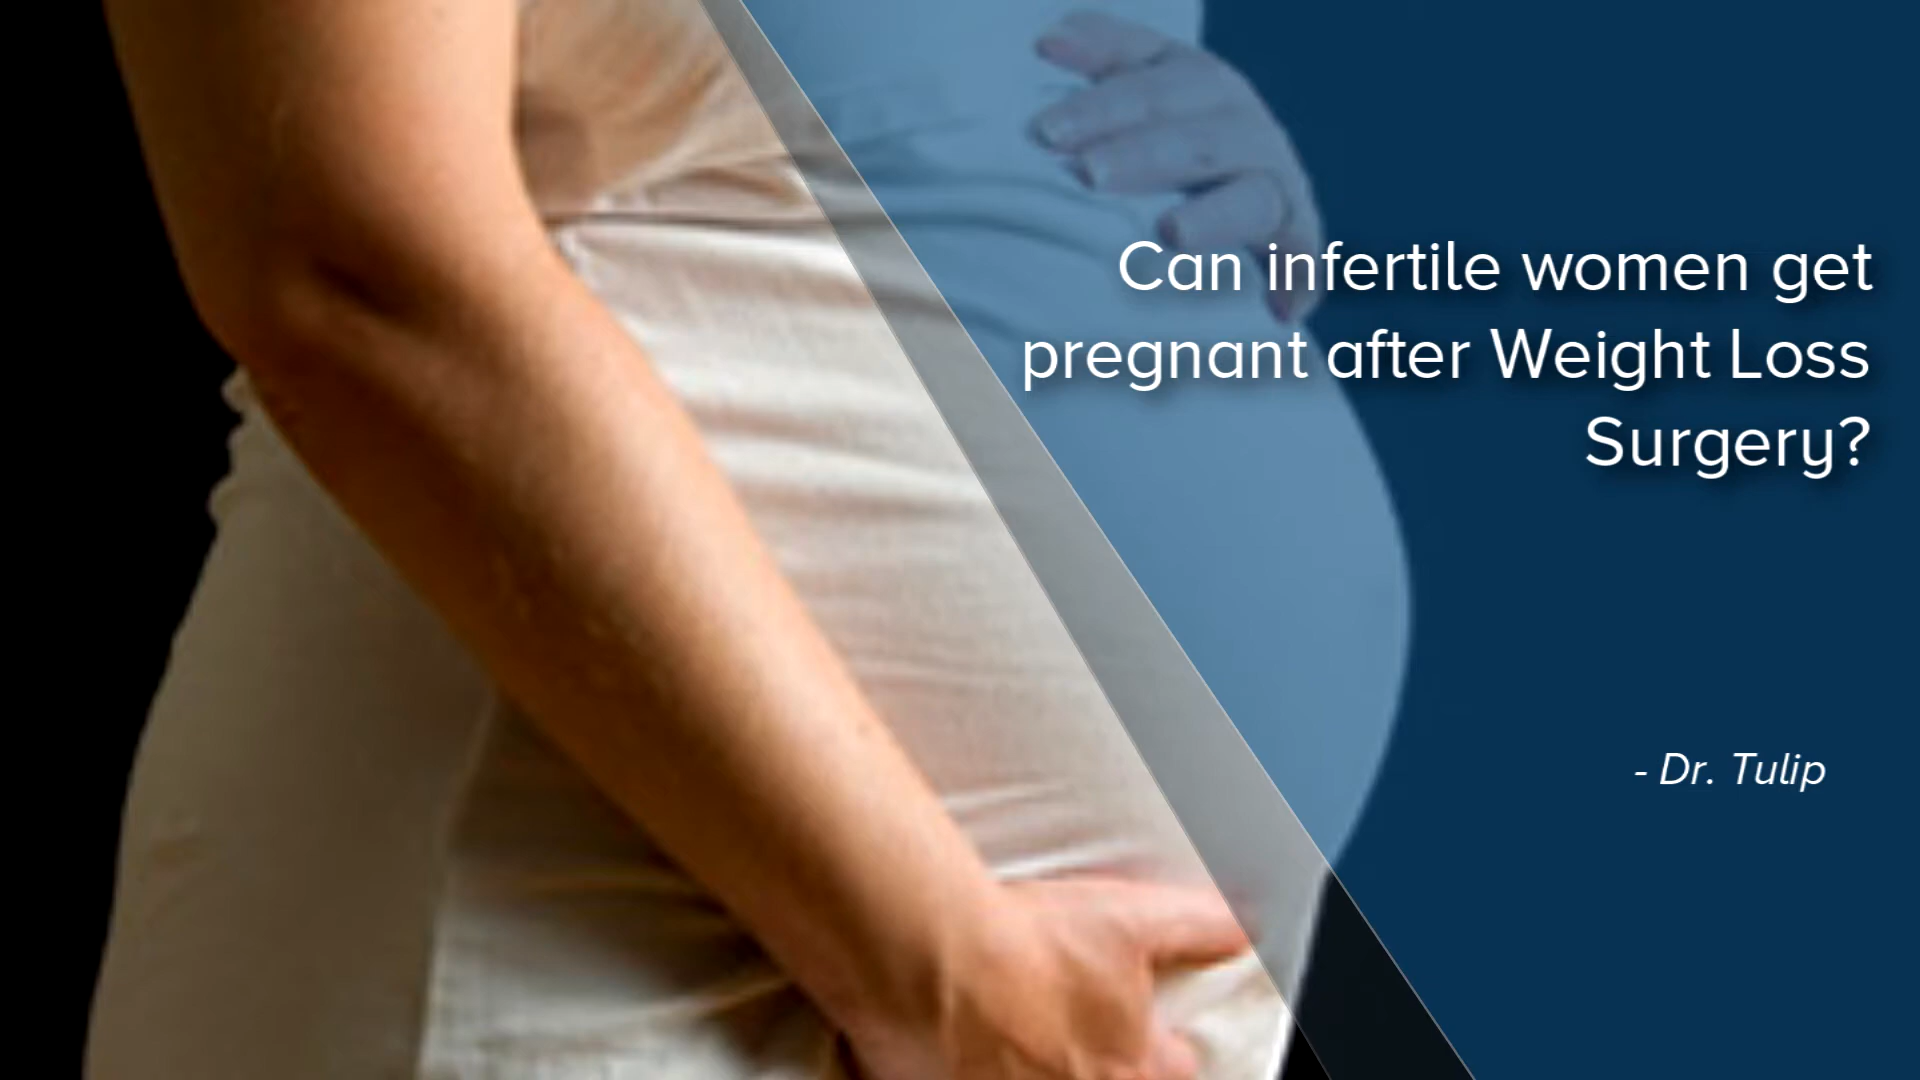 Can infertile women get
pregnant after Weight Loss
Surgery?
- Dr. Tulip